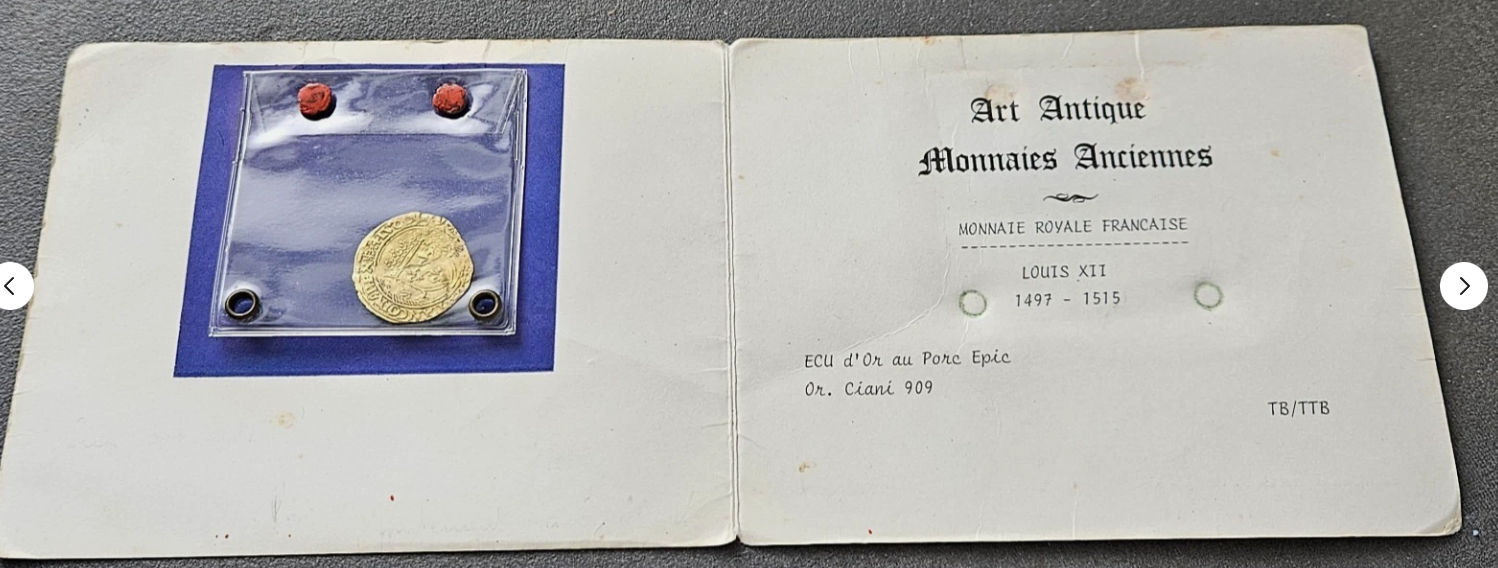 Art Antique
Monnaies Anciennes
MONNAIE ROYALE FRANCAISE
LOUIS XII
1497 - 1515
ECU d'Or au Porc Epic
Or. Ciani 909
TB/TTB